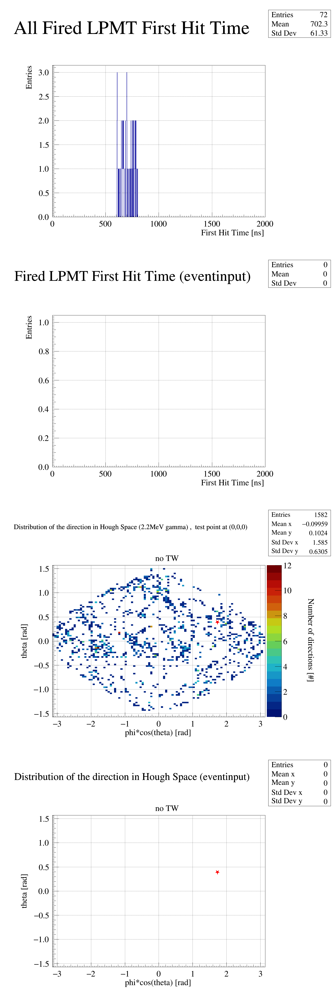 All Fired LPMT First Hit Time
Entries 72
Mean 702.3
Std Dev 61.33
Entries
3.0
2.5
2.0
1.5
1.0
0.5
0.0
0 500 1000 1500 2000
First Hit Time [ns]
Fired LPMT First Hit Time (eventinput)
Entries 0
Mean 0
Std Dev 0
Entries
1.0
0.8
0.6
0.4
0.2
0.0
0 500 1000 1500 2000
First Hit Time [ns]
Distribution of the direction in Hough Space (2.2MeV gamma) , test point at (0,0,0)
Entries 1582
Mean x −0.09959
Mean y 0.1024
Std Dev x 1.585
Std Dev y 0.6305
no TW
theta [rad]
1.5
1.0
0.5
0.0
−0.5
−1.0
−1.5
−3 −2 −1 0 1 2 3
phi*cos(theta) [rad]
12
10
8
6
4
2
0
Number of directions [#]
Distribution of the direction in Hough Space (eventinput)
Entries 0
Mean x 0
Mean y 0
Std Dev x 0
Std Dev y 0
no TW
theta [rad]
1.5
1.0
0.5
0.0
−0.5
−1.0
−1.5
−3 −2 −1 0 1 2 3
phi*cos(theta) [rad]